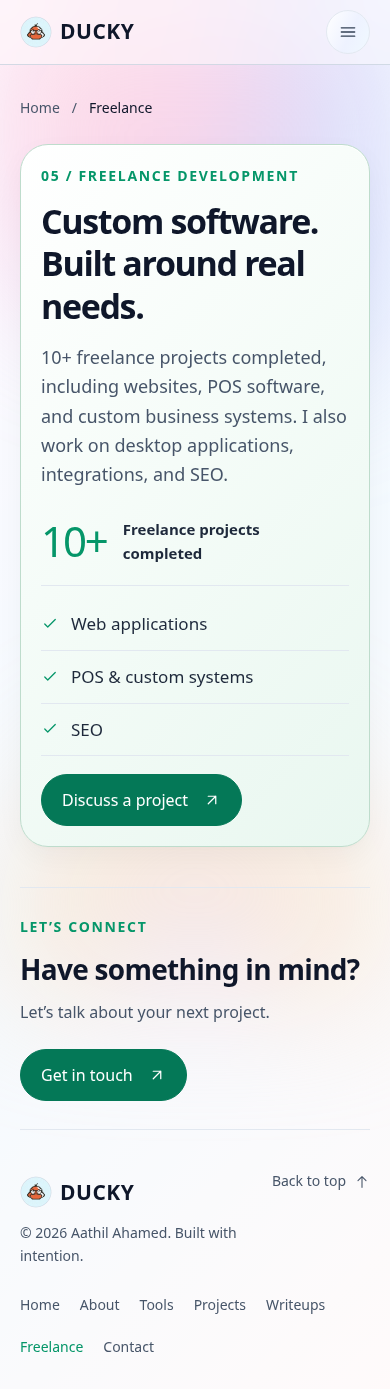 DUCKY
Home / Freelance
05 / FREELANCE DEVELOPMENT
Custom software.
Built around real
needs.
10+ freelance projects completed,
including websites, POS software,
and custom business systems. I also
work on desktop applications,
integrations, and SEO.
10+
Freelance projects
completed
Web applications
POS & custom systems
SEO
Discuss a project
LET’S CONNECT
Have something in mind?
Let’s talk about your next project.
Get in touch
DUCKY
Back to top
© 2026 Aathil Ahamed. Built with
intention.
Home About Tools Projects Writeups
Freelance Contact